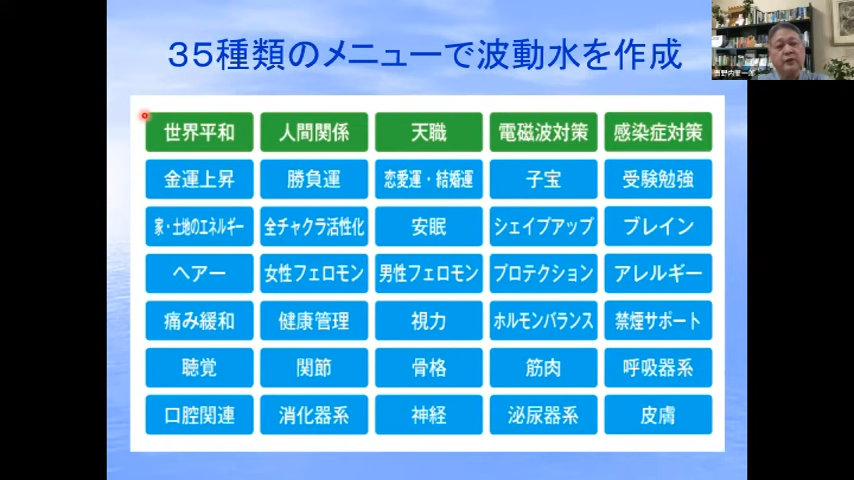 35種類のメニューで波動水を作成
世界平和 人間関係 天職 電磁波対策 感染症対策
金運上昇 勝負運 恋愛運・結婚運 子宝 受験勉強
家・土地のエネルギー 全チャクラ活性化 安眠 シェイプアップ ブレイン
ヘアー 女性フェロモン 男性フェロモン プロテクション アレルギー
痛み緩和 健康管理 視力 ホルモンバランス 禁煙サポート
聴覚 関節 骨格 筋肉 呼吸器系
口腔関連 消化器系 神経 泌尿器系 皮膚